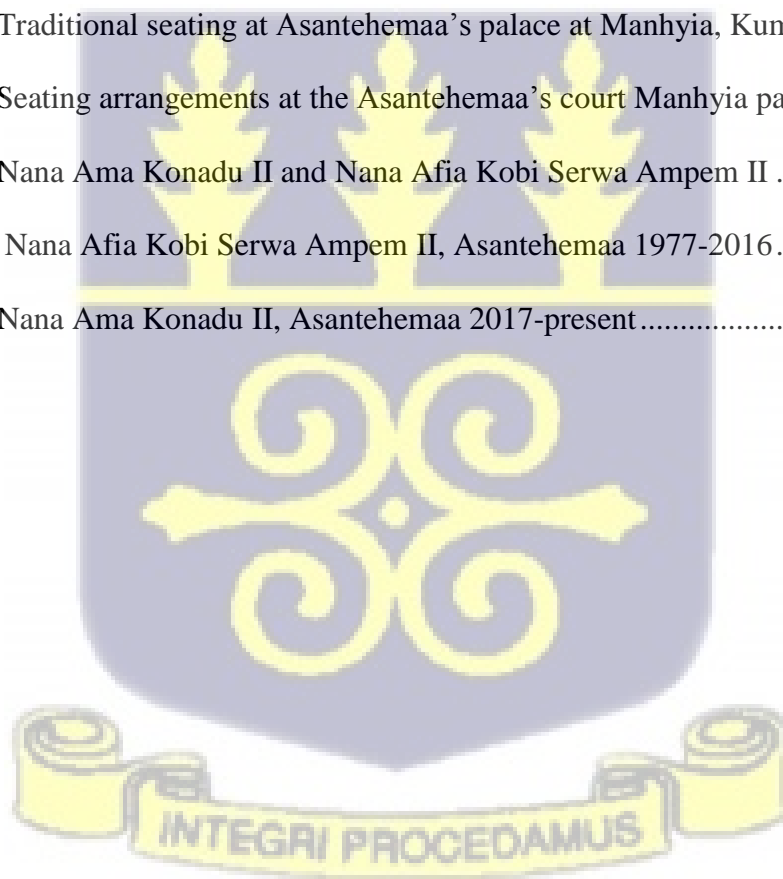 Traditional seating at Asantehemaa’s palace at Manhyia, Kum
Seating arrangements at the Asantehemaa’s court Manhyia pa
Nana Ama Konadu II and Nana Afia Kobi Serwa Ampem II .
Nana Afia Kobi Serwa Ampem II, Asantehemaa 1977-2016.
Nana Ama Konadu II, Asantehemaa 2017-present..................
INTEGRI PROCEDAMUS